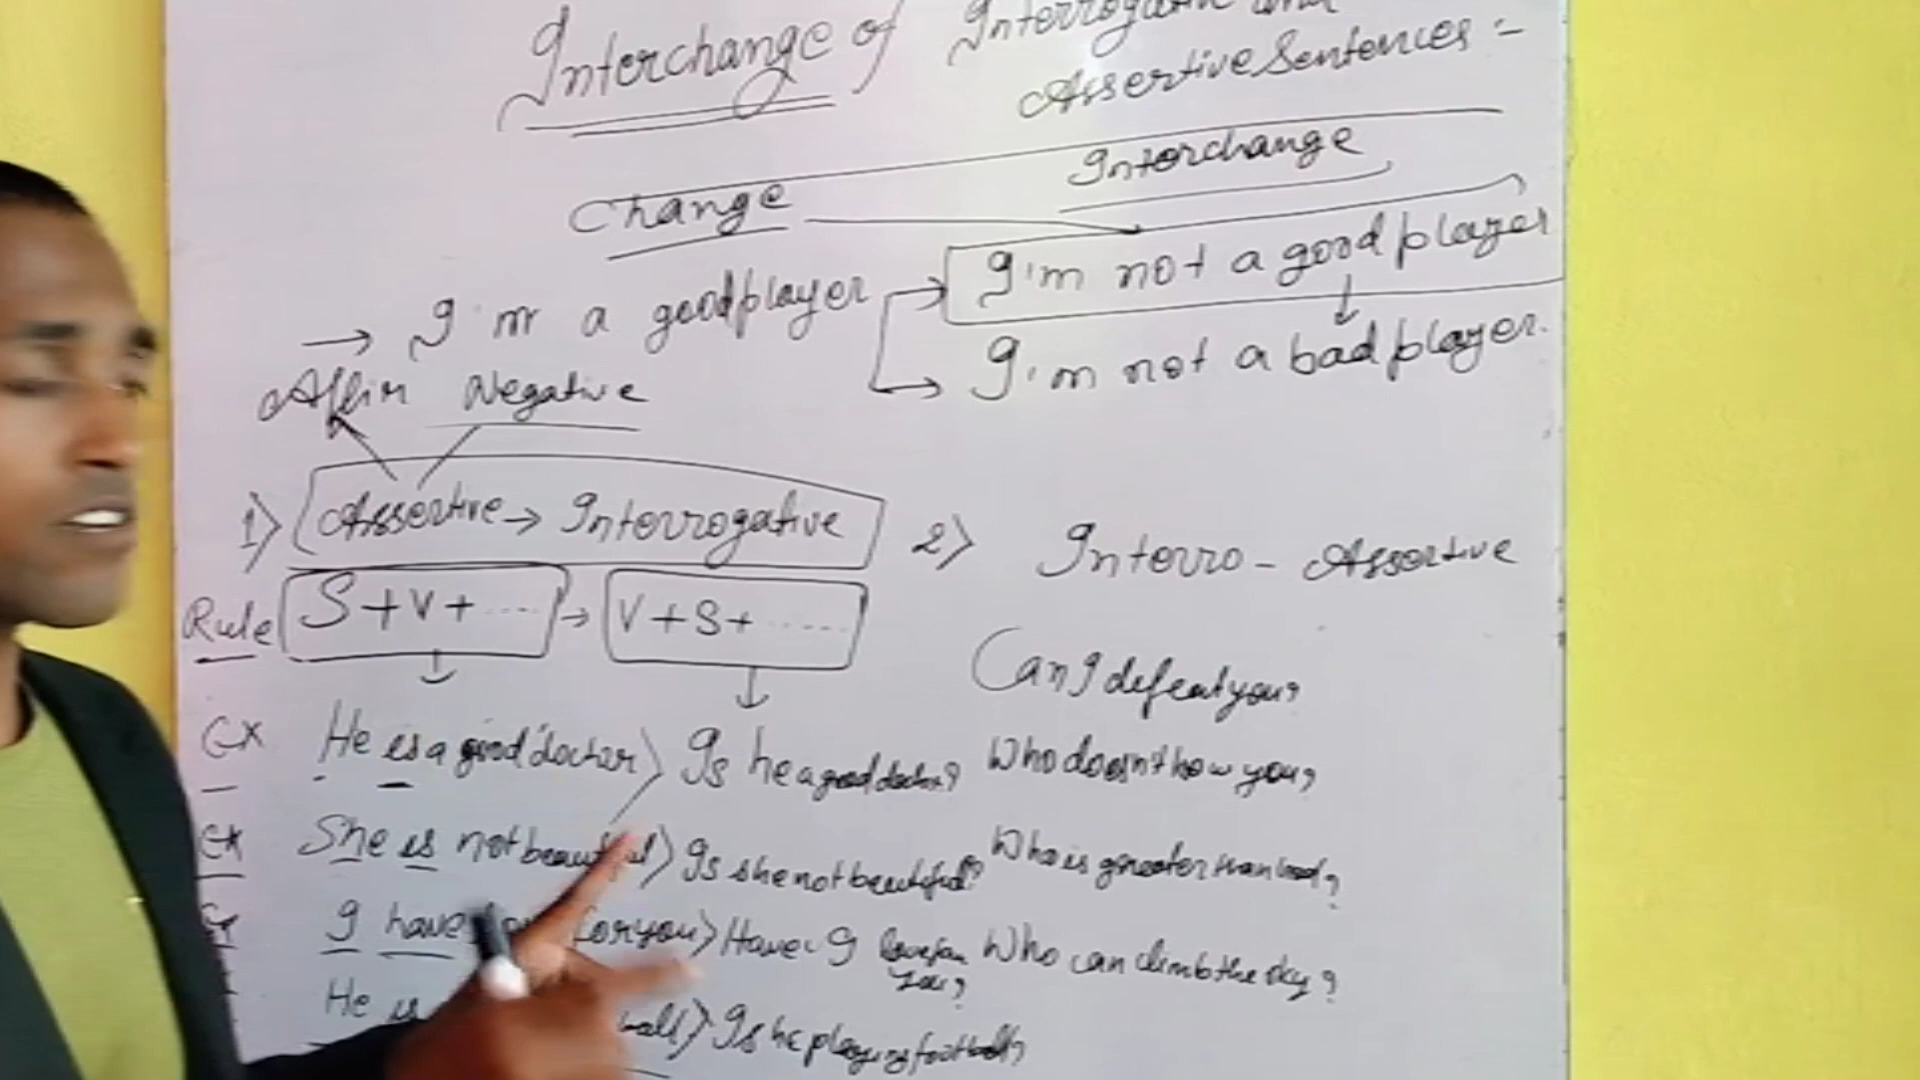 Interchange of Interrogative and
Assertive Sentences :-
Change
Interchange
→ I'm a good player
I'm not a good player
I'm not a bad player.
Affir Negative
1) Assertive → Interrogative
2) Interro - Assertive
Rule S+V+ ...... → V+S+ ......
Can I defeat you?
Ex He is a good doctor > Is he a good doctor?
Who doesn't how you?
Ex She is not beautiful > Is she not beautiful?
Who is greater than
Ex I have for you > Have I love for you?
Who can climb the sky?
He is ball > Is he playing football?